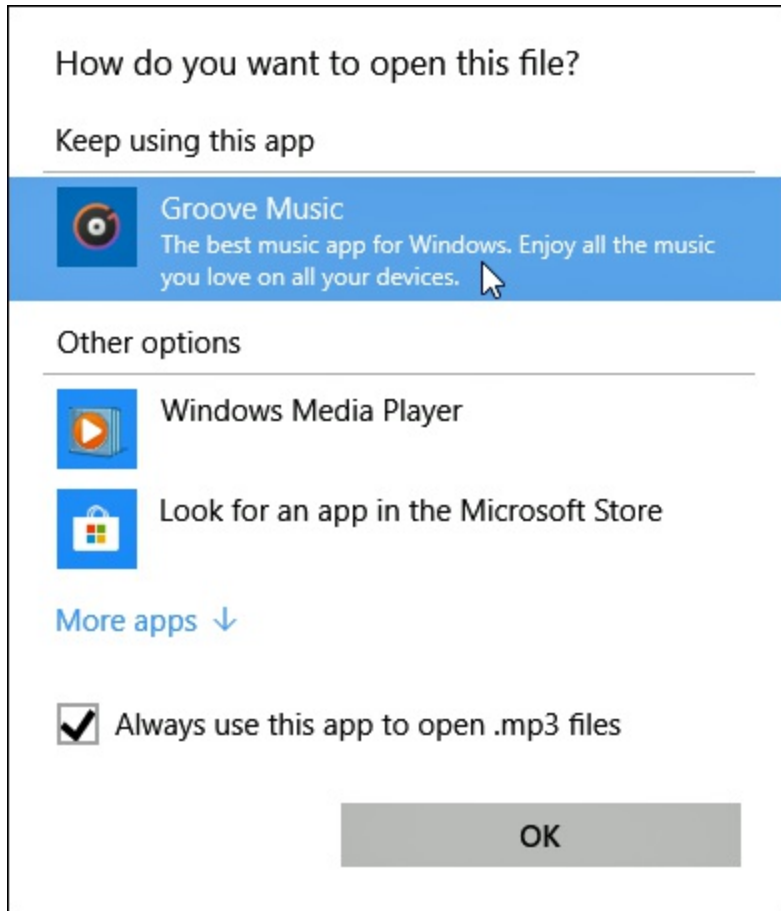 How do you want to open this file?
Keep using this app
Groove Music
The best music app for Windows. Enjoy all the music
you love on all your devices.
Other options
Windows Media Player
Look for an app in the Microsoft Store
More apps ↓
Always use this app to open .mp3 files
OK